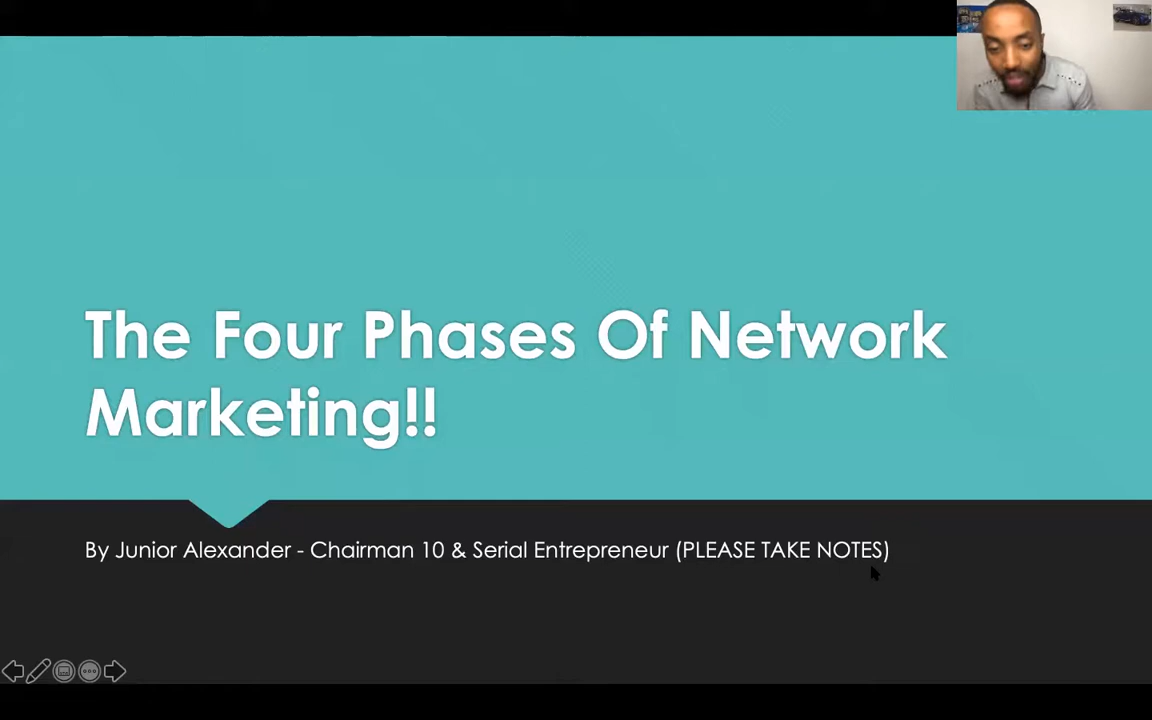 The Four Phases Of Network
Marketing!!
By Junior Alexander - Chairman 10 & Serial Entrepreneur (PLEASE TAKE NOTES)